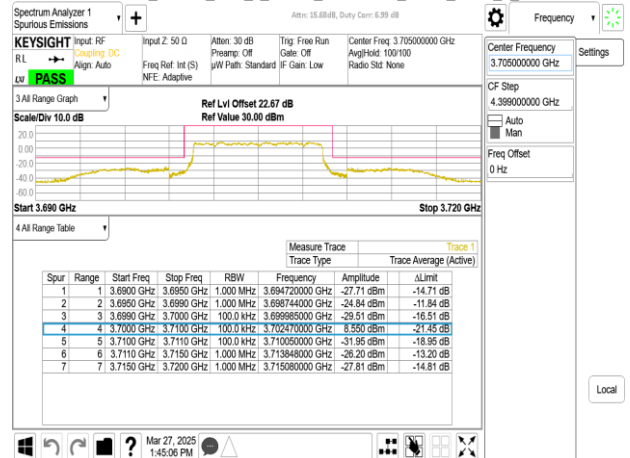 Spectrum Analyzer 1
Spurious Emissions
Attn: 15.68dB, Duty Corr: 6.99 dB
Frequency
KEYSIGHT
R L
PASS
Input: RF
Coupling: DC
Align: Auto
Input Z: 50 Ω
Freq Ref: Int (S)
NFE: Adaptive
Atten: 30 dB
Preamp: Off
µW Path: Standard
Trig: Free Run
Gate: Off
IF Gain: Low
Center Freq: 3.705000000 GHz
Avg|Hold: 100/100
Radio Std: None
Center Frequency
3.705000000 GHz
Settings
CF Step
4.399000000 GHz
Auto
Man
Freq Offset
0 Hz
3 All Range Graph
Scale/Div 10.0 dB
Ref Lvl Offset 22.67 dB
Ref Value 30.00 dBm
20.0
0.00
-20.0
-40.0
-60.0
Start 3.690 GHz
Stop 3.720 GHz
4 All Range Table
Measure Trace Trace 1
Trace Type Trace Average (Active)
Spur Range Start Freq Stop Freq RBW Frequency Amplitude ΔLimit
1 1 3.6900 GHz 3.6950 GHz 1.000 MHz 3.694720000 GHz -27.71 dBm -14.71 dB
2 2 3.6950 GHz 3.6990 GHz 1.000 MHz 3.698744000 GHz -24.84 dBm -11.84 dB
3 3 3.6990 GHz 3.7000 GHz 100.0 kHz 3.699985000 GHz -29.51 dBm -16.51 dB
4 4 3.7000 GHz 3.7100 GHz 100.0 kHz 3.702470000 GHz 8.550 dBm -21.45 dB
5 5 3.7100 GHz 3.7110 GHz 100.0 kHz 3.710050000 GHz -31.95 dBm -18.95 dB
6 6 3.7110 GHz 3.7150 GHz 1.000 MHz 3.713848000 GHz -26.20 dBm -13.20 dB
7 7 3.7150 GHz 3.7200 GHz 1.000 MHz 3.715080000 GHz -27.81 dBm -14.81 dB
Local
?
Mar 27, 2025
1:45:06 PM